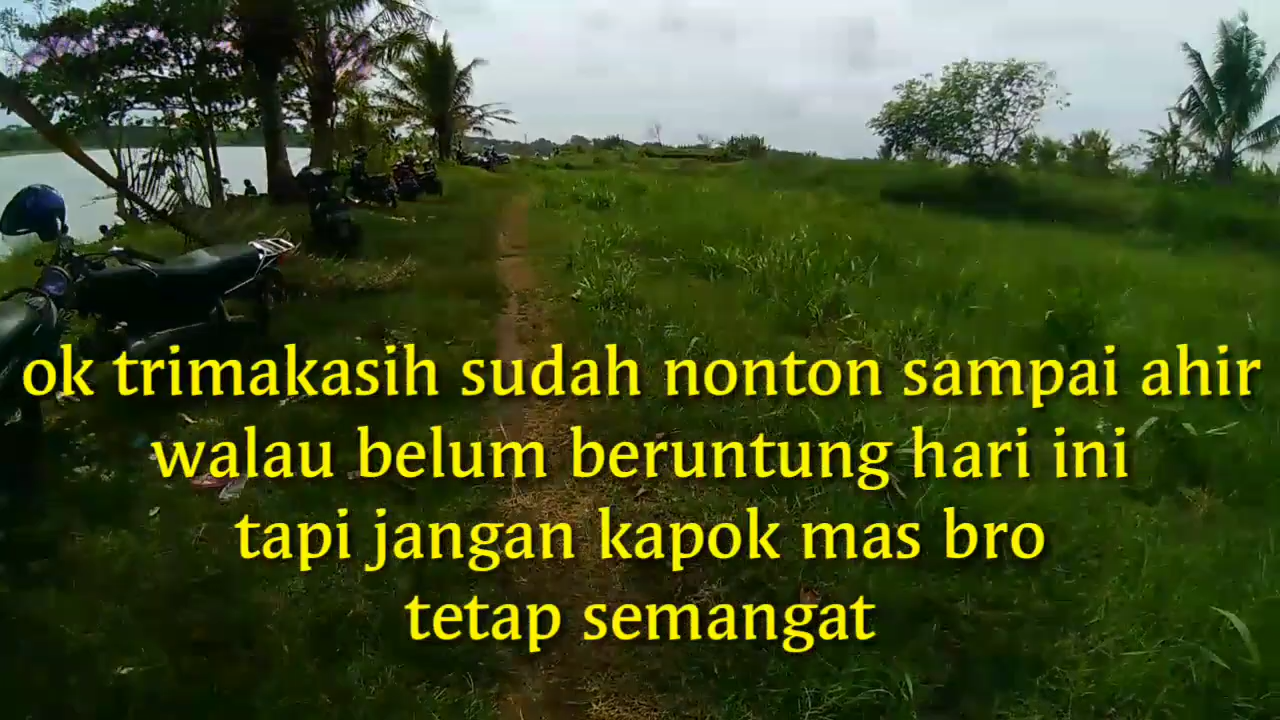 ok trimakasih sudah nonton sampai ahir
walau belum beruntung hari ini
tapi jangan kapok mas bro
tetap semangat